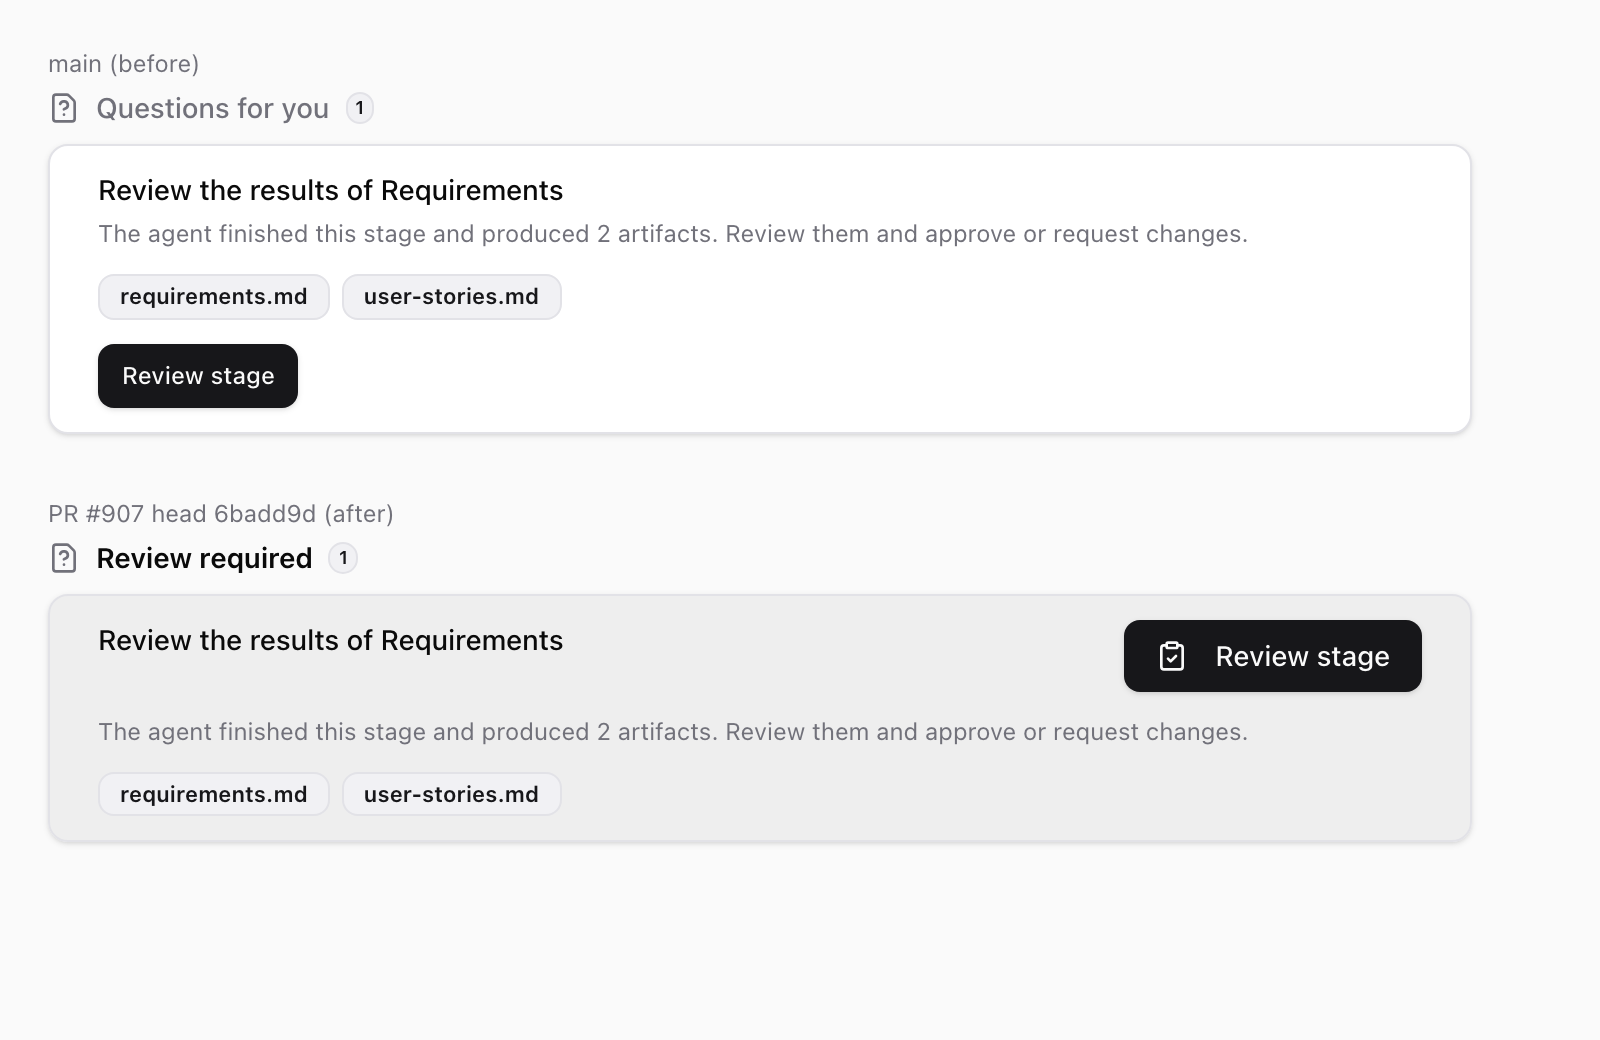 main (before)
Questions for you 1
Review the results of Requirements
The agent finished this stage and produced 2 artifacts. Review them and approve or request changes.
requirements.md user-stories.md
Review stage
PR #907 head 6badd9d (after)
Review required 1
Review the results of Requirements Review stage
The agent finished this stage and produced 2 artifacts. Review them and approve or request changes.
requirements.md user-stories.md